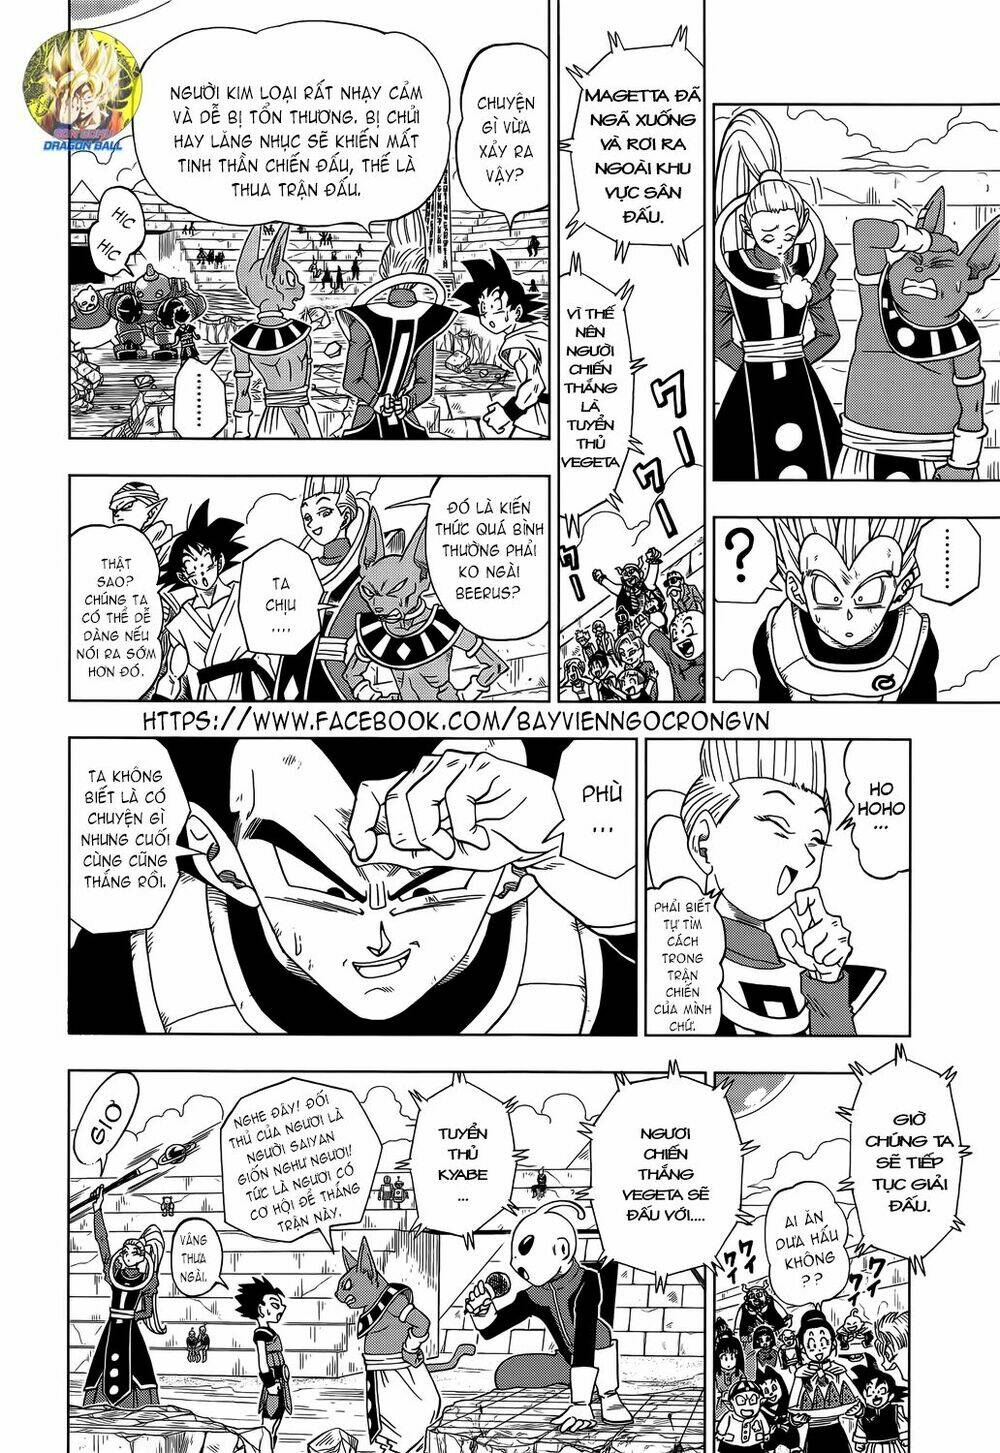 MAGETTA ĐÃ
NGÃ XUỐNG
VÀ RƠI RA
NGOÀI KHU
VỰC SÂN
ĐẤU.
VÌ THẾ
NÊN
NGƯỜI
CHIẾN
THẮNG
LÀ
TUYỂN
THỦ
VEGETA
ワー
ワー
CHUYỆN
GÌ VỪA
XẢY RA
VẬY?
NGƯỜI KIM LOẠI RẤT NHẠY CẢM
VÀ DỄ BỊ TỔN THƯƠNG. BỊ CHỬI
HAY LĂNG NHỤC SẼ KHIẾN MẤT
TINH THẦN CHIẾN ĐẤU, THẾ LÀ
THUA TRẬN ĐẤU.
HIC
HIC
........
SON GOKU
DRAGON BALL
........
?
ĐÓ LÀ KIẾN
THỨC QUÁ BÌNH
THƯỜNG PHẢI
KO NGÀI
BEERUS?
TA
CHỊU
....
THẬT
SAO?
CHÚNG TA
CÓ THỂ DỄ
DÀNG NẾU
NÓI RA SỚM
HƠN ĐÓ.
HTTPS://WWW.FACEBOOK.COM/BAYVIENNGOCRONGVN
HO
HOHO
...
PHẢI BIẾT
TỰ TÌM
CÁCH
TRONG
TRẬN
CHIẾN
CỦA MÌNH
CHỨ.
PHÙ
...
TA KHÔNG
BIẾT LÀ CÓ
CHUYỆN GÌ
NHƯNG CUỐI
CÙNG CŨNG
THẮNG RỒI.
GIỜ
CHÚNG TA
SẼ TIẾP
TỤC GIẢI
ĐẤU.
AI ĂN
DƯA HẤU
KHÔNG
??
ワイ
ワイ
NGƯƠI
CHIẾN
THẮNG
VEGETA SẼ
ĐẤU VỚI....
TUYỂN
THỦ
KYABE
...
NGHE ĐÂY! ĐỐI
THỦ CỦA NGƯƠI LÀ
NGƯỜI SAIYAN
GIỐN NHƯ NGƯƠI!
TỨC LÀ NGƯƠI CÓ
CƠ HỘI ĐỂ THẮNG
TRẬN NÀY.
VÂNG
THƯA
NGÀI.
GIƠ